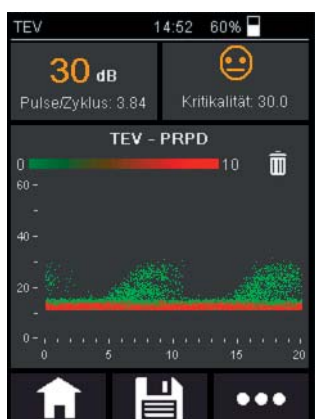 TEV 14:52 60%
30 dB
Pulse/Zyklus: 3.84
Kritikalität: 30.0
TEV - PRPD
0 10
60
40
20
0
0 5 10 15 20